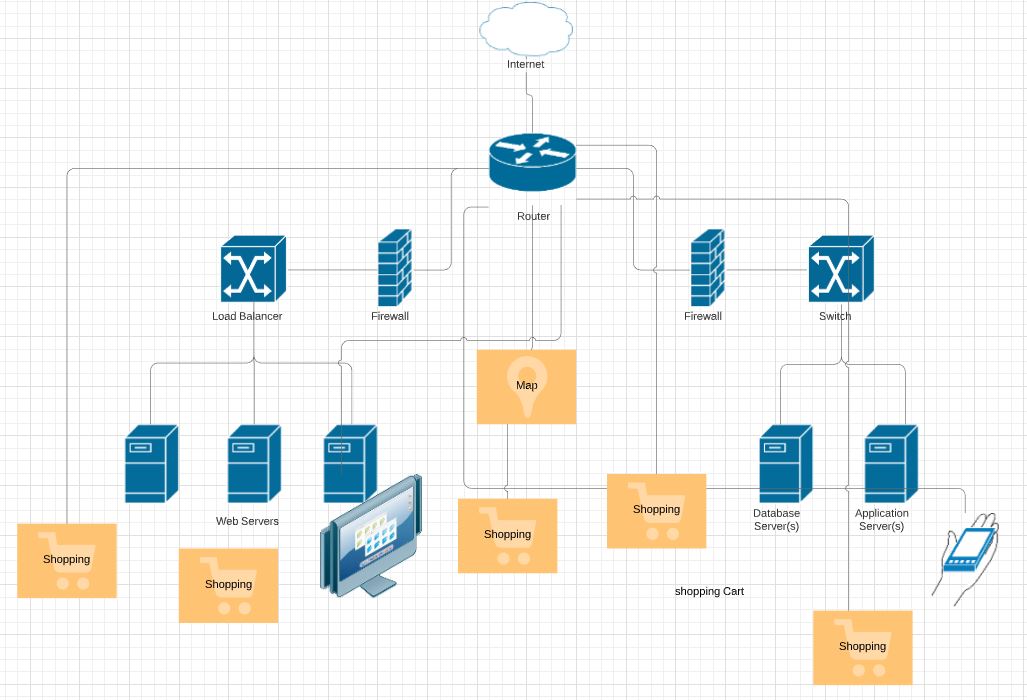 Internet
Router
Load Balancer
Firewall
Firewall
Switch
Map
Web Servers
Database
Server(s)
Application
Server(s)
Shopping
Shopping
Shopping
Shopping
shopping Cart
Shopping